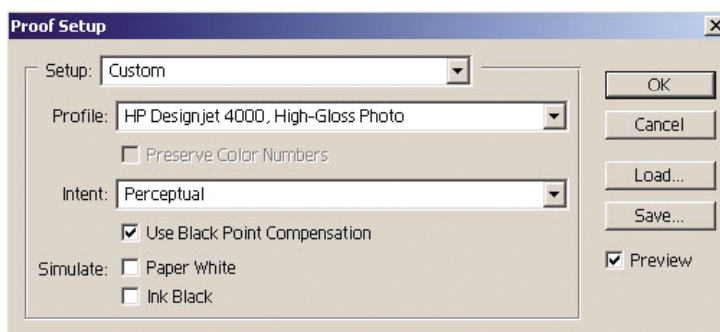 Proof Setup
Setup: Custom
OK
Profile: HP Designjet 4000, High-Gloss Photo
Cancel
Preserve Color Numbers
Load...
Intent: Perceptual
Save...
Use Black Point Compensation
Preview
Simulate: Paper White
Ink Black